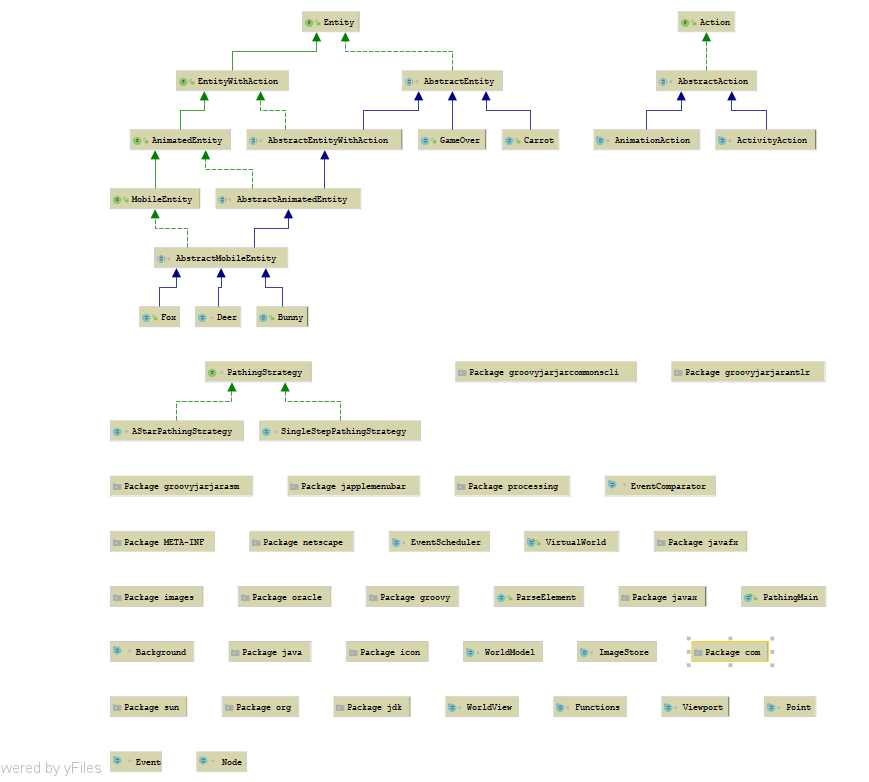 Entity
Action
EntityWithAction
AbstractEntity
AbstractAction
AnimatedEntity
AbstractEntityWithAction
GameOver
Carrot
AnimationAction
ActivityAction
MobileEntity
AbstractAnimatedEntity
AbstractMobileEntity
Fox
Deer
Bunny
PathingStrategy
Package groovyjarjarcommonscli
Package groovyjarjarantlr
AStarPathingStrategy
SingleStepPathingStrategy
Package groovyjarjarasm
Package japplemenubar
Package processing
EventComparator
Package META-INF
Package netscape
EventScheduler
VirtualWorld
Package javafx
Package images
Package oracle
Package groovy
ParseElement
Package javax
PathingMain
Background
Package java
Package icon
WorldModel
ImageStore
Package com
Package sun
Package org
Package jdk
WorldView
Functions
Viewport
Point
Event
Node
wered by yFiles